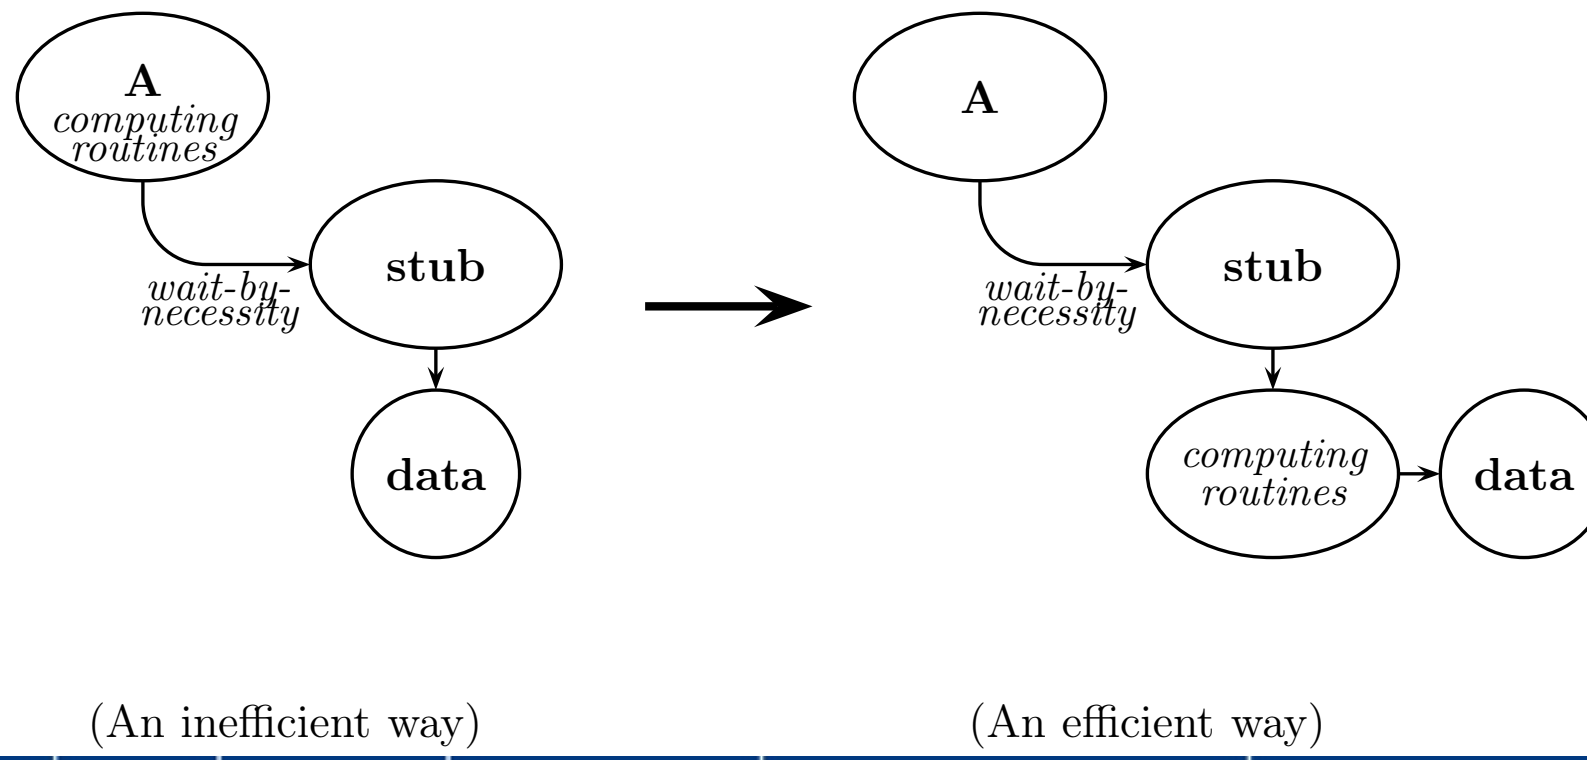 A
computing
routines
wait-by-
necessity
stub
data
A
wait-by-
necessity
stub
computing
routines
data
(An inefficient way)
(An efficient way)